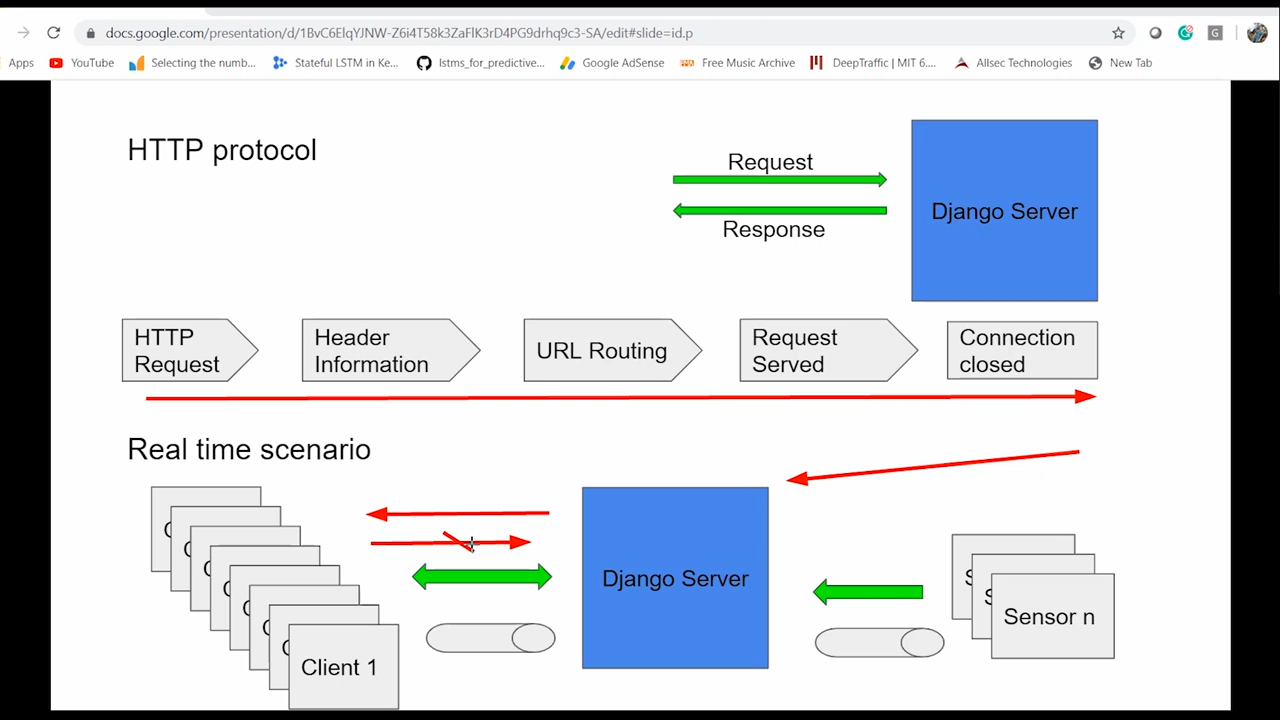 docs.google.com/presentation/d/1BvC6ElqYJNW-Z6i4T58k3ZaFlK3rD4PG9drhq9c3-SA/edit#slide=id.p
G
Apps YouTube Selecting the numb... Stateful LSTM in Ke... lstms_for_predictive... Google AdSense Free Music Archive DeepTraffic | MIT 6.... Allsec Technologies New Tab
HTTP protocol
Request
Response
Django Server
HTTP
Request
Header
Information
URL Routing
Request
Served
Connection
closed
Real time scenario
C
C
C
C
C
C
C
Client 1
Django Server
S
S
Sensor n